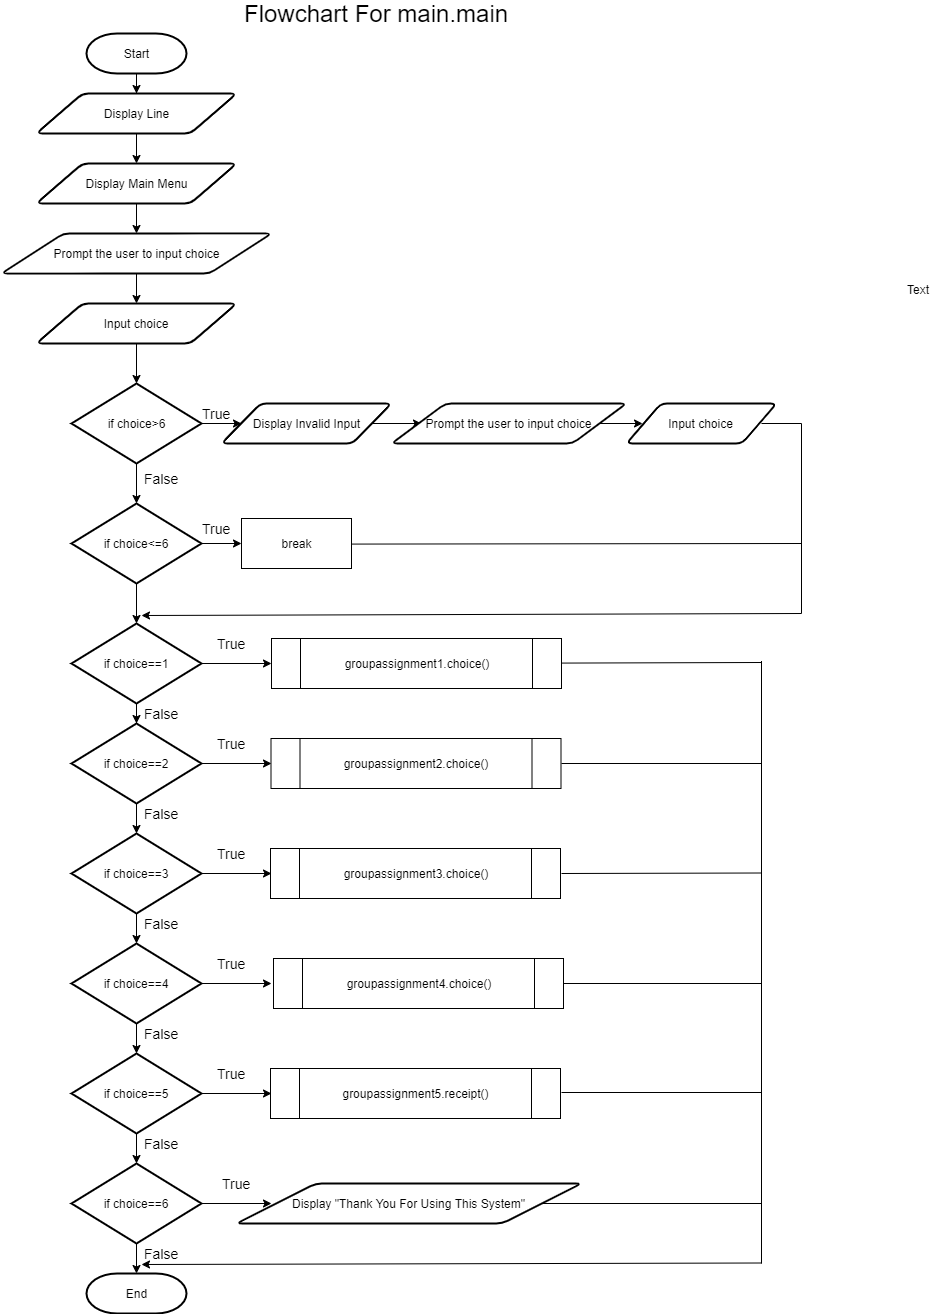 Flowchart For main.main
Start
Display Line
Display Main Menu
Prompt the user to input choice
Text
Input choice
if choice>6
True
Display Invalid Input
Prompt the user to input choice
Input choice
False
if choice<=6
True
break
if choice==1
True
groupassignment1.choice()
False
if choice==2
True
groupassignment2.choice()
False
if choice==3
True
groupassignment3.choice()
False
if choice==4
True
groupassignment4.choice()
False
if choice==5
True
groupassignment5.receipt()
False
if choice==6
True
Display "Thank You For Using This System"
False
End